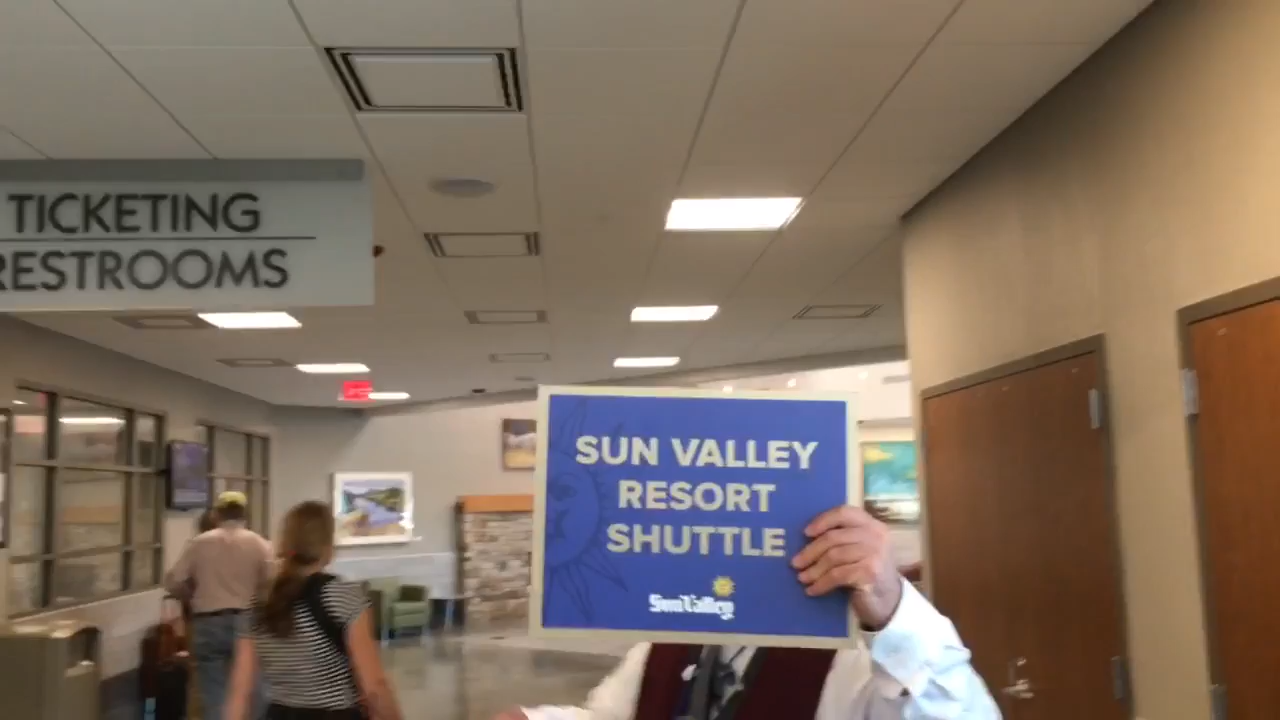 TICKETING
RESTROOMS
SUN VALLEY
RESORT
SHUTTLE
Sun Valley